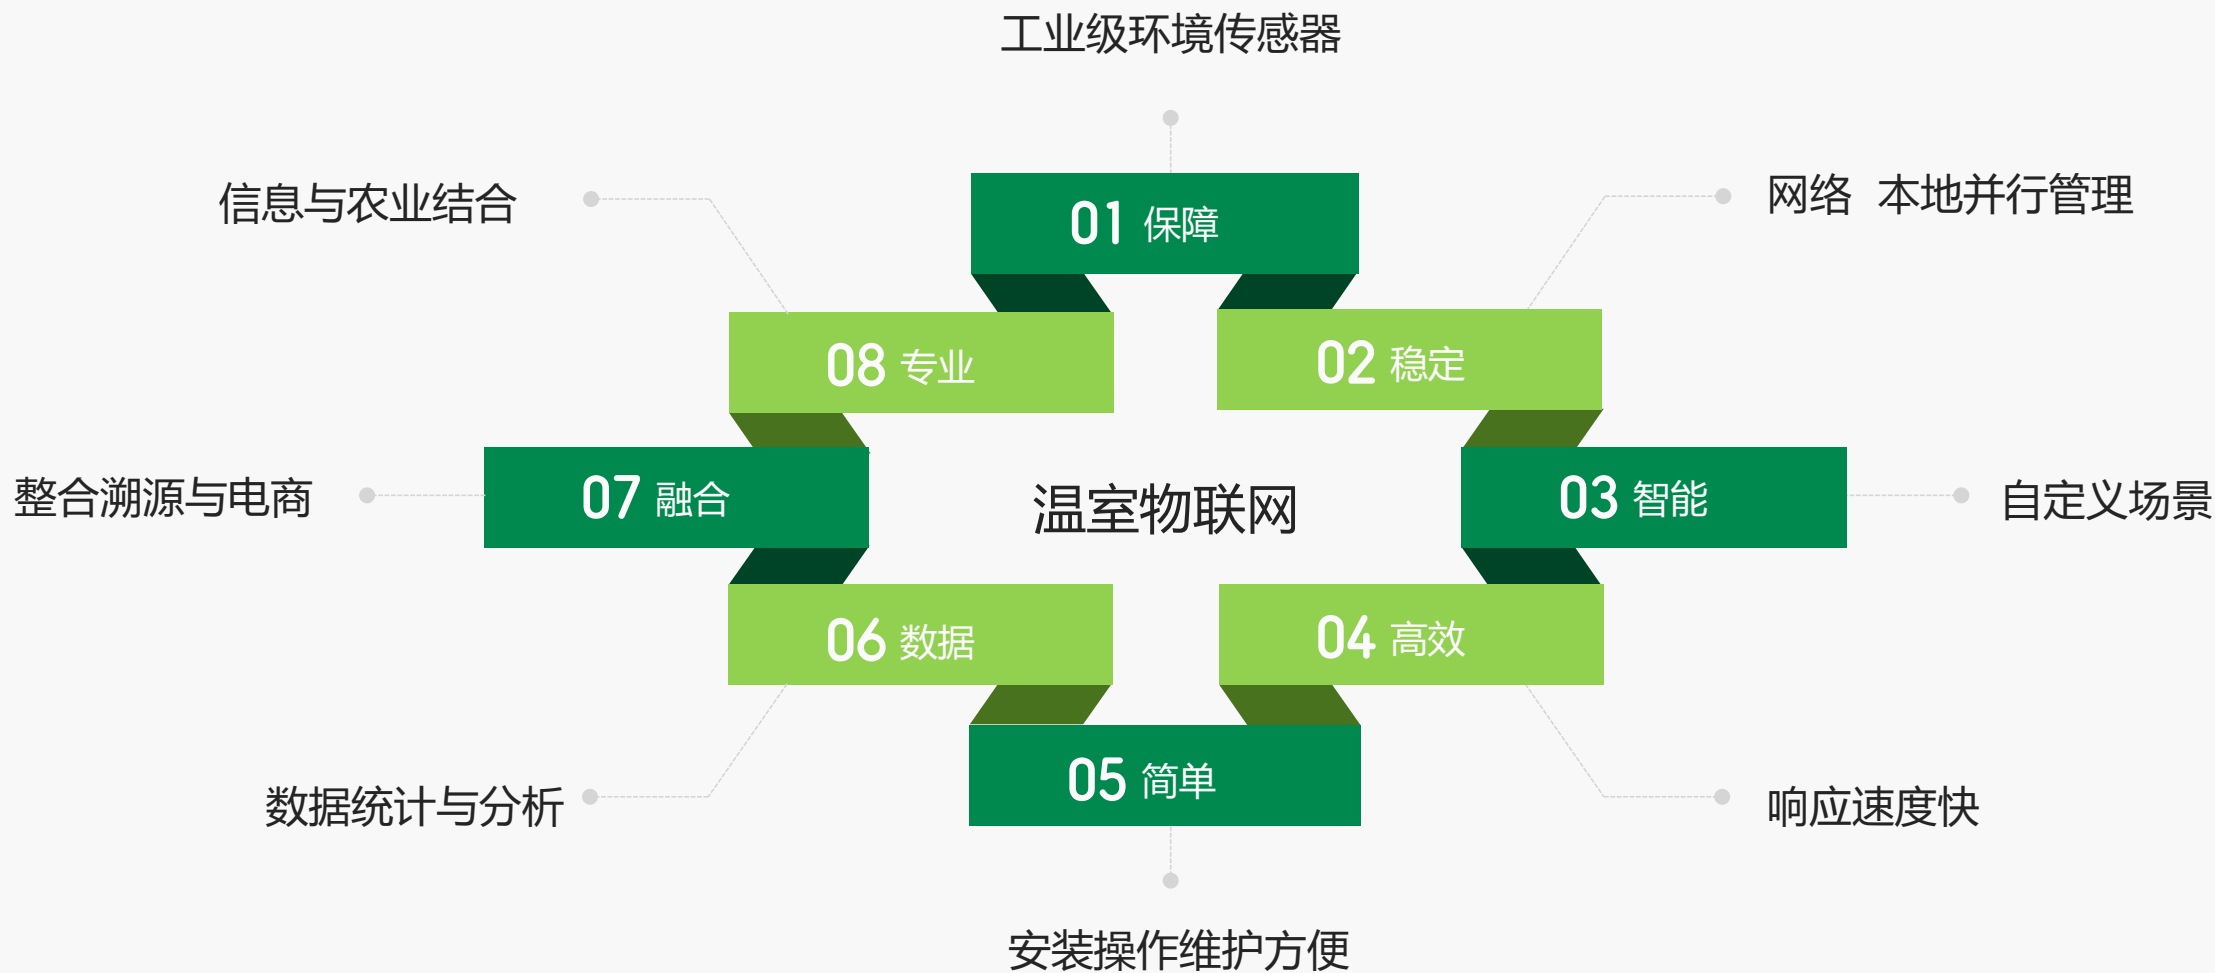 工业级环境传感器
信息与农业结合
网络 本地并行管理
01 保障
08 专业
02 稳定
整合溯源与电商
07 融合
温室物联网
03 智能
自定义场景
06 数据
04 高效
数据统计与分析
05 简单
响应速度快
安装操作维护方便